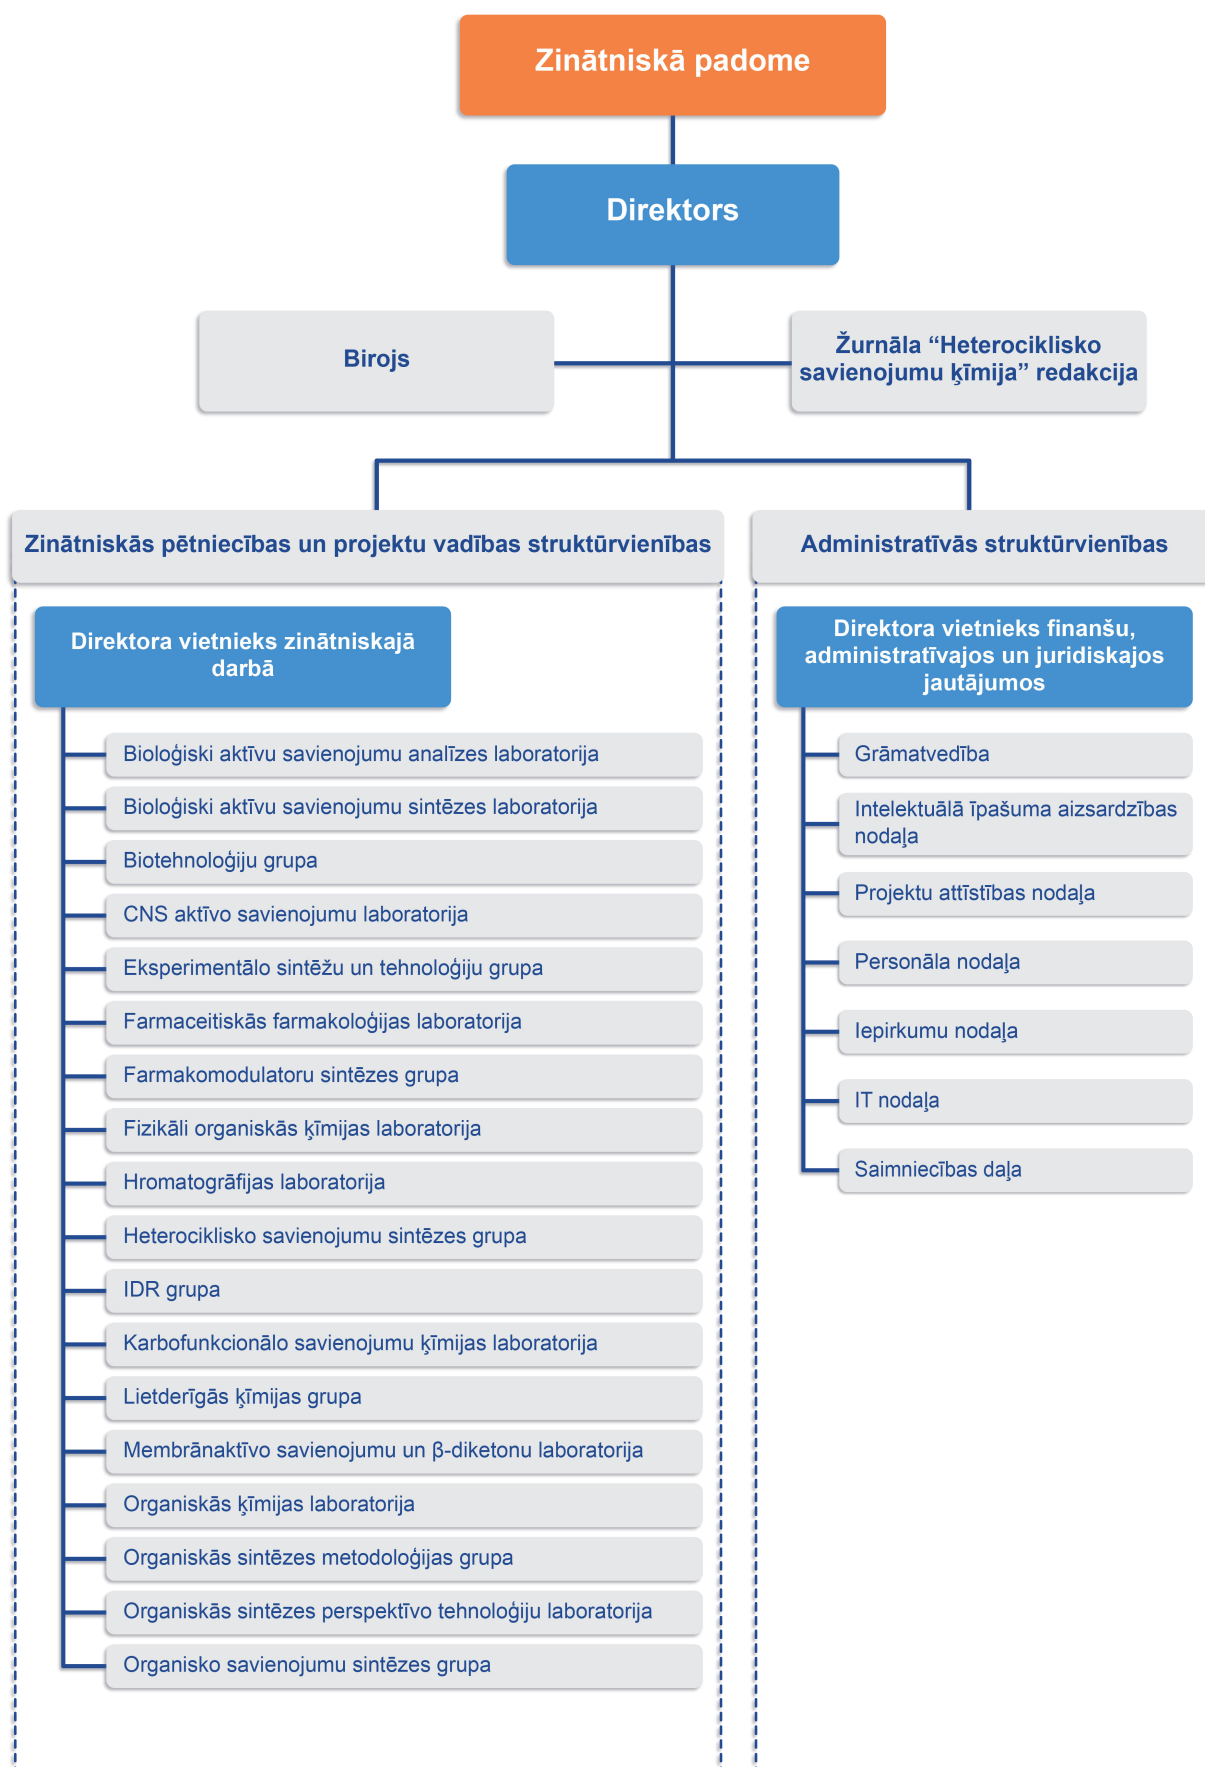 Zinātniskā padome
Direktors
Birojs
Žurnāla “Heterociklisko
savienojumu ķīmija” redakcija
Zinātniskās pētniecības un projektu vadības struktūrvienības
Direktora vietnieks zinātniskajā
darbā
Bioloģiski aktīvu savienojumu analīzes laboratorija
Bioloģiski aktīvu savienojumu sintēzes laboratorija
Biotehnoloģiju grupa
CNS aktīvo savienojumu laboratorija
Eksperimentālo sintēžu un tehnoloģiju grupa
Farmaceitiskās farmakoloģijas laboratorija
Farmakomodulatoru sintēzes grupa
Fizikāli organiskās ķīmijas laboratorija
Hromatogrāfijas laboratorija
Heterociklisko savienojumu sintēzes grupa
IDR grupa
Karbofunkcionālo savienojumu ķīmijas laboratorija
Lietderīgās ķīmijas grupa
Membrānaktīvo savienojumu un β-diketonu laboratorija
Organiskās ķīmijas laboratorija
Organiskās sintēzes metodoloģijas grupa
Organiskās sintēzes perspektīvo tehnoloģiju laboratorija
Organisko savienojumu sintēzes grupa
Administratīvās struktūrvienības
Direktora vietnieks finanšu,
administratīvajos un juridiskajos
jautājumos
Grāmatvedība
Intelektuālā īpašuma aizsardzības
nodaļa
Projektu attīstības nodaļa
Personāla nodaļa
Iepirkumu nodaļa
IT nodaļa
Saimniecības daļa